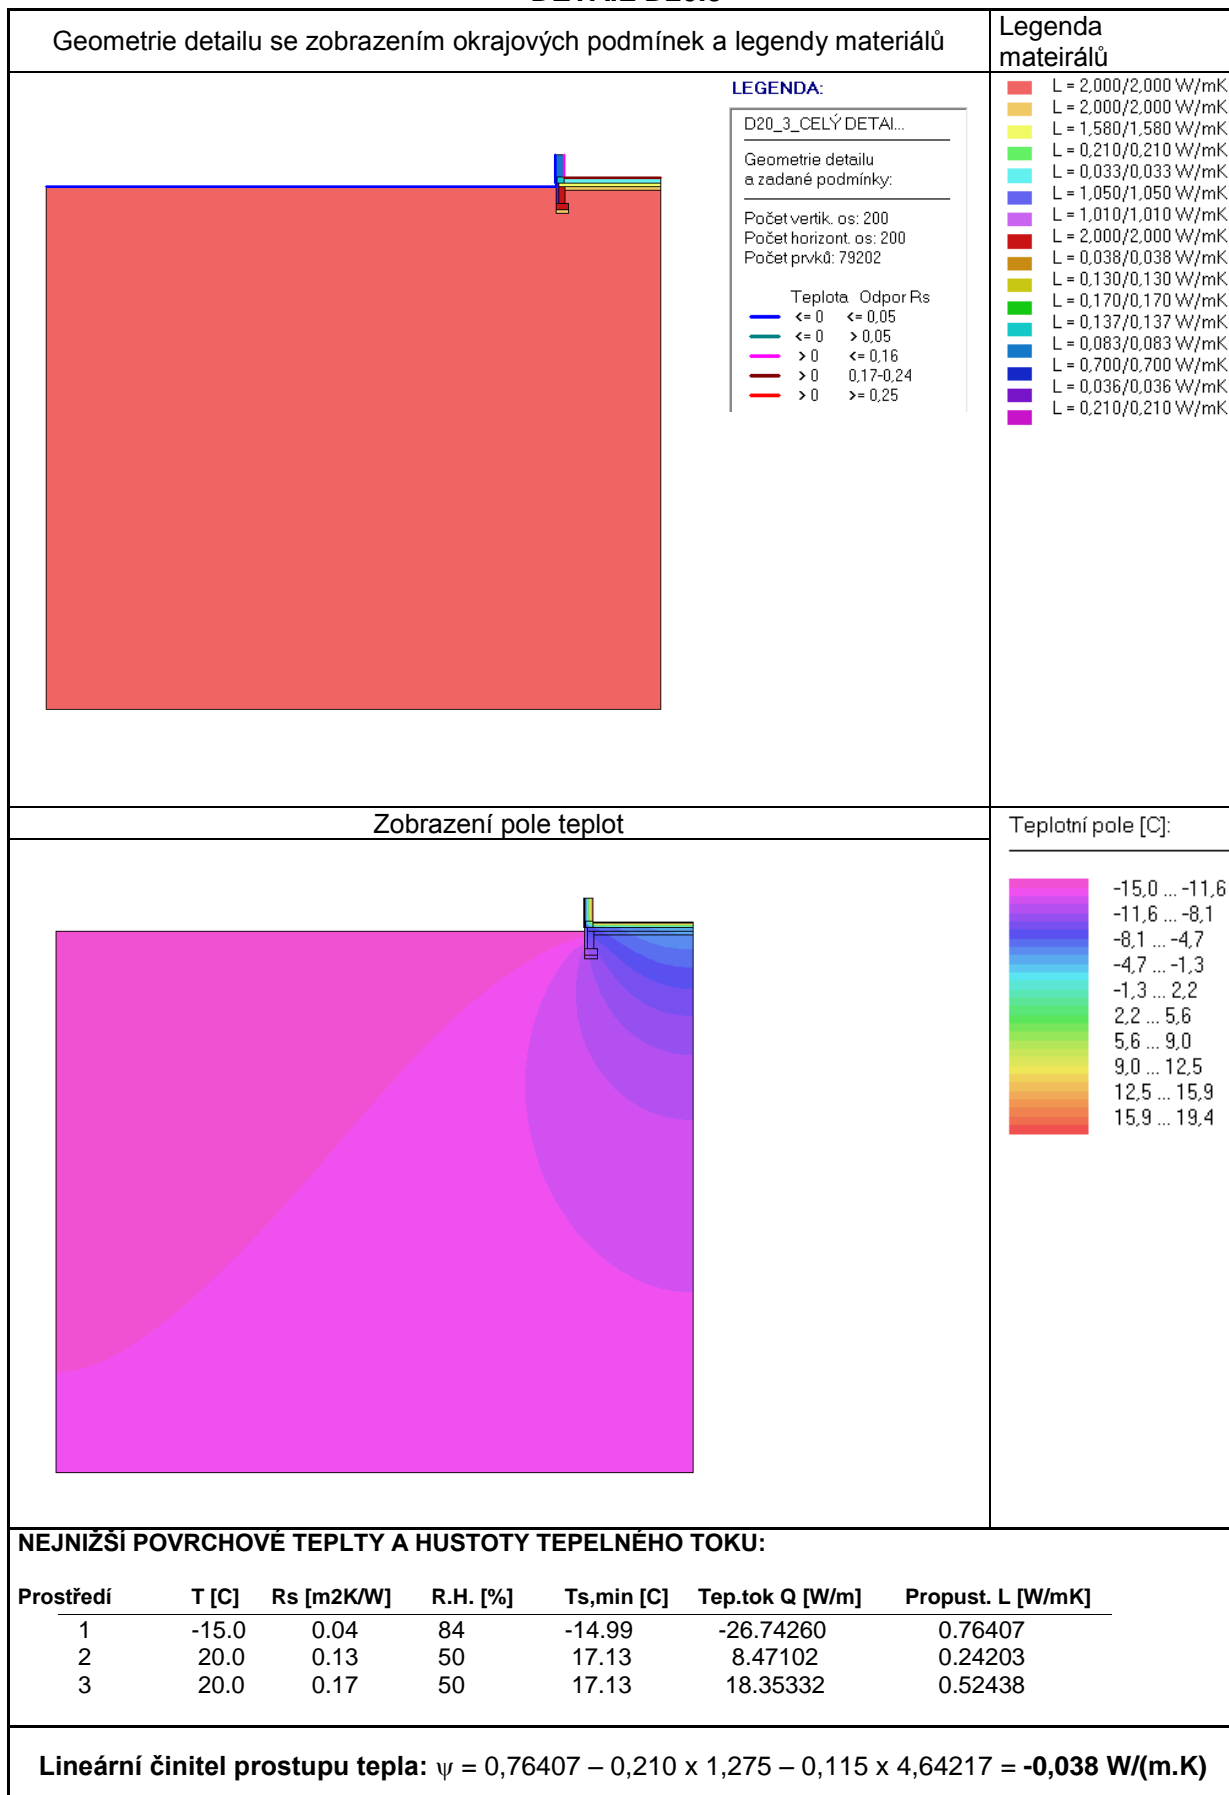 Geometrie detailu se zobrazením okrajových podmínek a legendy materiálů
Legenda
mateirálů
LEGENDA:
D20_3_CELÝ DETAI...
Geometrie detailu
a zadané podmínky:
Počet vertik. os: 200
Počet horizont. os: 200
Počet prvků: 79202
Teplota Odpor Rs
<= 0 <= 0,05
<= 0 > 0,05
> 0 <= 0,16
> 0 0,17-0,24
> 0 >= 0,25
L = 2,000/2,000 W/mK
L = 2,000/2,000 W/mK
L = 1,580/1,580 W/mK
L = 0,210/0,210 W/mK
L = 0,033/0,033 W/mK
L = 1,050/1,050 W/mK
L = 1,010/1,010 W/mK
L = 2,000/2,000 W/mK
L = 0,038/0,038 W/mK
L = 0,130/0,130 W/mK
L = 0,170/0,170 W/mK
L = 0,137/0,137 W/mK
L = 0,083/0,083 W/mK
L = 0,700/0,700 W/mK
L = 0,036/0,036 W/mK
L = 0,210/0,210 W/mK
Zobrazení pole teplot
Teplotní pole [C]:
-15,0 ... -11,6
-11,6 ... -8,1
-8,1 ... -4,7
-4,7 ... -1,3
-1,3 ... 2,2
2,2 ... 5,6
5,6 ... 9,0
9,0 ... 12,5
12,5 ... 15,9
15,9 ... 19,4
NEJNIŽŠÍ POVRCHOVÉ TEPLTY A HUSTOTY TEPELNÉHO TOKU:
Prostředí T [C] Rs [m2K/W] R.H. [%] Ts,min [C] Tep.tok Q [W/m] Propust. L [W/mK]
1 -15.0 0.04 84 -14.99 -26.74260 0.76407
2 20.0 0.13 50 17.13 8.47102 0.24203
3 20.0 0.17 50 17.13 18.35332 0.52438
Lineární činitel prostupu tepla: ψ = 0,76407 – 0,210 x 1,275 – 0,115 x 4,64217 = -0,038 W/(m.K)